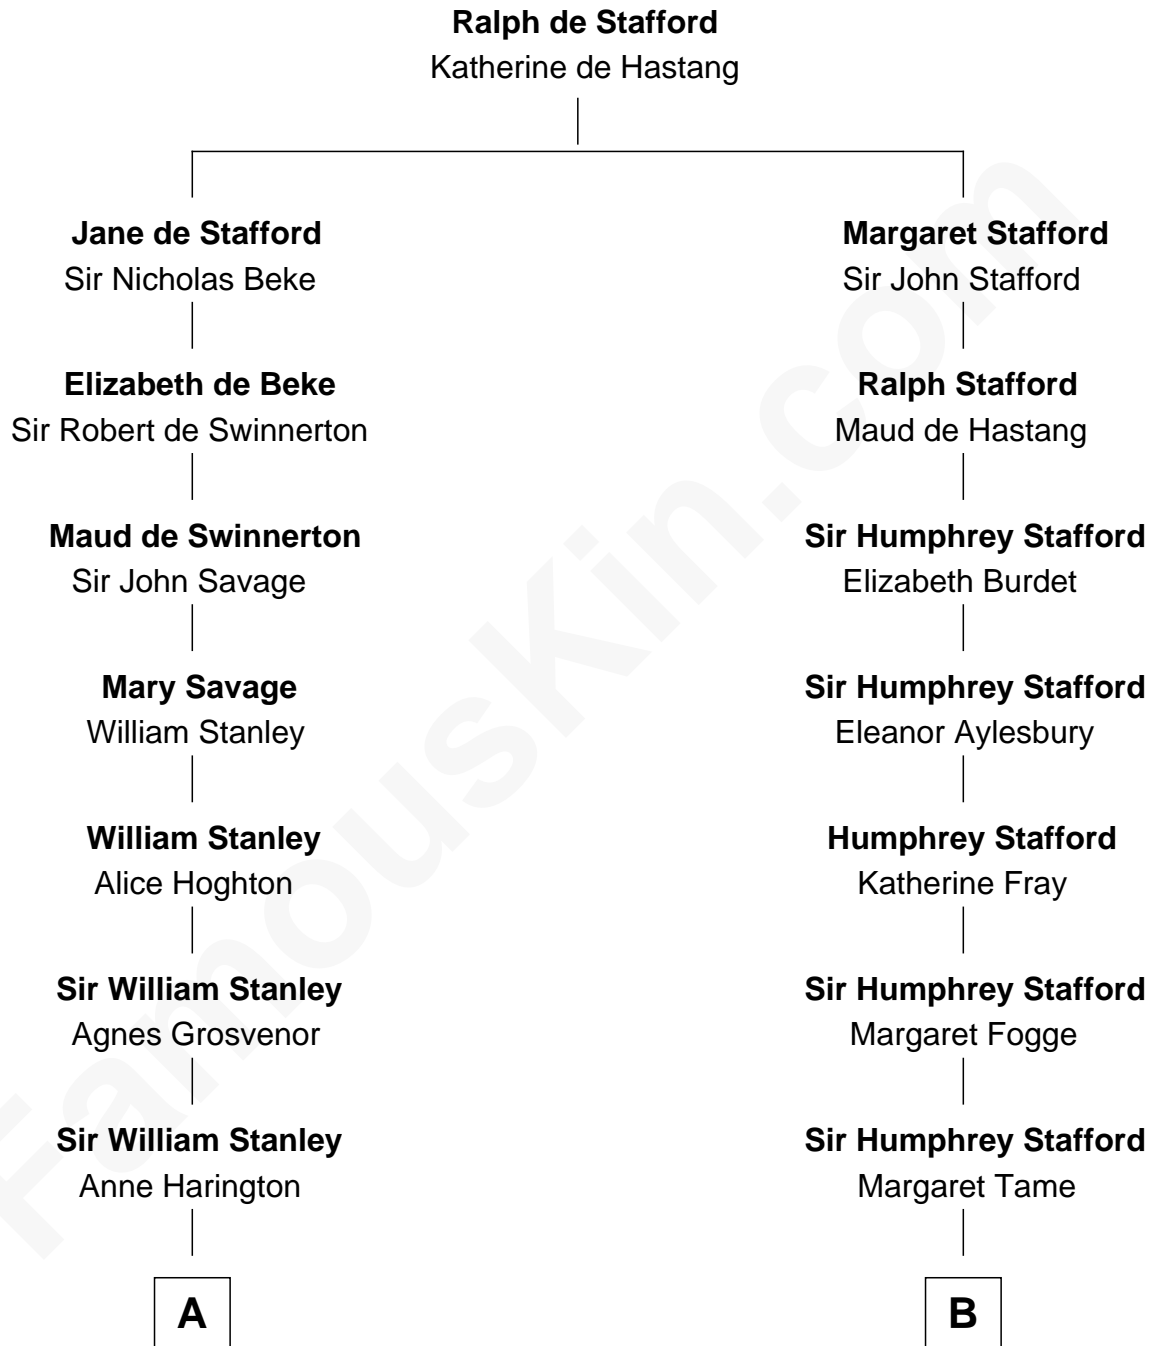 Ralph de Stafford
Katherine de Hastang
Jane de Stafford
Sir Nicholas Beke
Elizabeth de Beke
Sir Robert de Swinnerton
Maud de Swinnerton
Sir John Savage
Mary Savage
William Stanley
William Stanley
Alice Hoghton
Sir William Stanley
Agnes Grosvenor
Sir William Stanley
Anne Harington
A
Margaret Stafford
Sir John Stafford
Ralph Stafford
Maud de Hastang
Sir Humphrey Stafford
Elizabeth Burdet
Sir Humphrey Stafford
Eleanor Aylesbury
Humphrey Stafford
Katherine Fray
Sir Humphrey Stafford
Margaret Fogge
Sir Humphrey Stafford
Margaret Tame
B
FamousKin.com